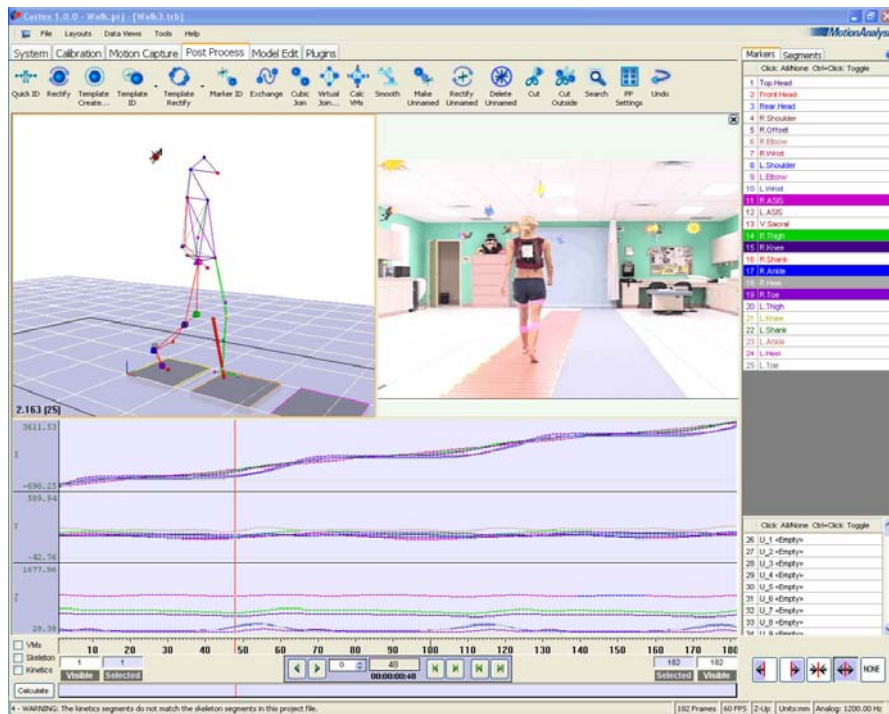 Cortex 1.0.0 - Walk.prj - [Walk3.trb]
File Layouts Data Views Tools Help
MotionAnalysis
System Calibration Motion Capture Post Process Model Edit Plugins
Quick ID Rectify Template Create... Template ID Template Rectify Marker ID Exchange Cubic Join Virtual Join... Calc VMs Smooth Make Unnamed Rectify Unnamed Delete Unnamed Cut Cut Outside Search PP Settings Undo
Markers Segments
Click: All/None Ctrl+Click: Toggle
1 Top.Head
2 Front.Head
3 Rear.Head
4 R.Shoulder
5 R.Offset
6 R.Elbow
7 R.Wrist
8 L.Shoulder
9 L.Elbow
10 L.Wrist
11 R.ASIS
12 L.ASIS
13 V.Sacral
14 R.Thigh
15 R.Knee
16 R.Shank
17 R.Ankle
18 R.Heel
19 R.Toe
20 L.Thigh
21 L.Knee
22 L.Shank
23 L.Ankle
24 L.Heel
25 L.Toe
2.163 [25]
3611.53
X
-696.25
589.94
Y
-42.76
1677.96
Z
20.38
Click: All/None Ctrl+Click: Toggle
26 U_1 <Empty>
27 U_2 <Empty>
28 U_3 <Empty>
29 U_4 <Empty>
30 U_5 <Empty>
31 U_6 <Empty>
32 U_7 <Empty>
33 U_8 <Empty>
34 U_9 <Empty>
10 20 30 40 50 60 70 80 90 100 110 120 130 140 150 160 170 180
VMs
Skeleton
Kinetics
1 1 0 48 182 182
Visible Selected 00:00:00:48 Selected Visible
NONE
Calculate
4 - WARNING: The kinetics segments do not match the skeleton segments in this project file.
182 Frames 60 FPS Z-Up Units:mm Analog: 1200.00 Hz